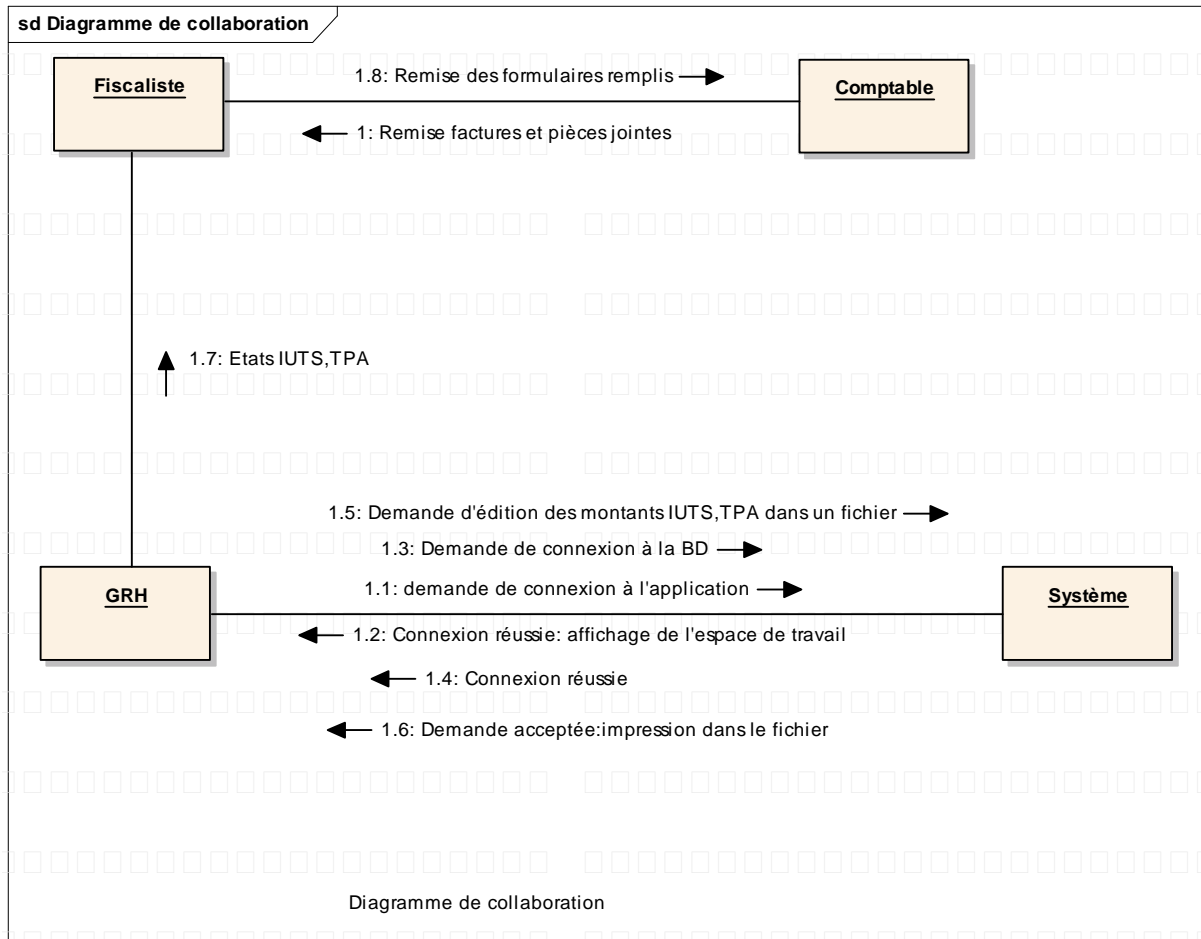 sd Diagramme de collaboration
Fiscaliste
1.8: Remise des formulaires remplis
Comptable
1: Remise factures et pièces jointes
1.7: Etats IUTS,TPA
1.5: Demande d'édition des montants IUTS,TPA dans un fichier
1.3: Demande de connexion à la BD
GRH
1.1: demande de connexion à l'application
Système
1.2: Connexion réussie: affichage de l'espace de travail
1.4: Connexion réussie
1.6: Demande acceptée:impression dans le fichier
Diagramme de collaboration